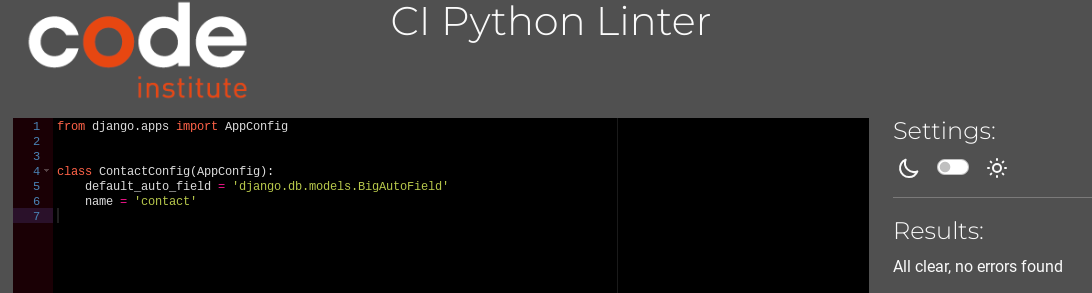 code
institute
CI Python Linter
1 from django.apps import AppConfig
2
3
4 class ContactConfig(AppConfig):
5     default_auto_field = 'django.db.models.BigAutoField'
6     name = 'contact'
7
Settings:
Results:
All clear, no errors found